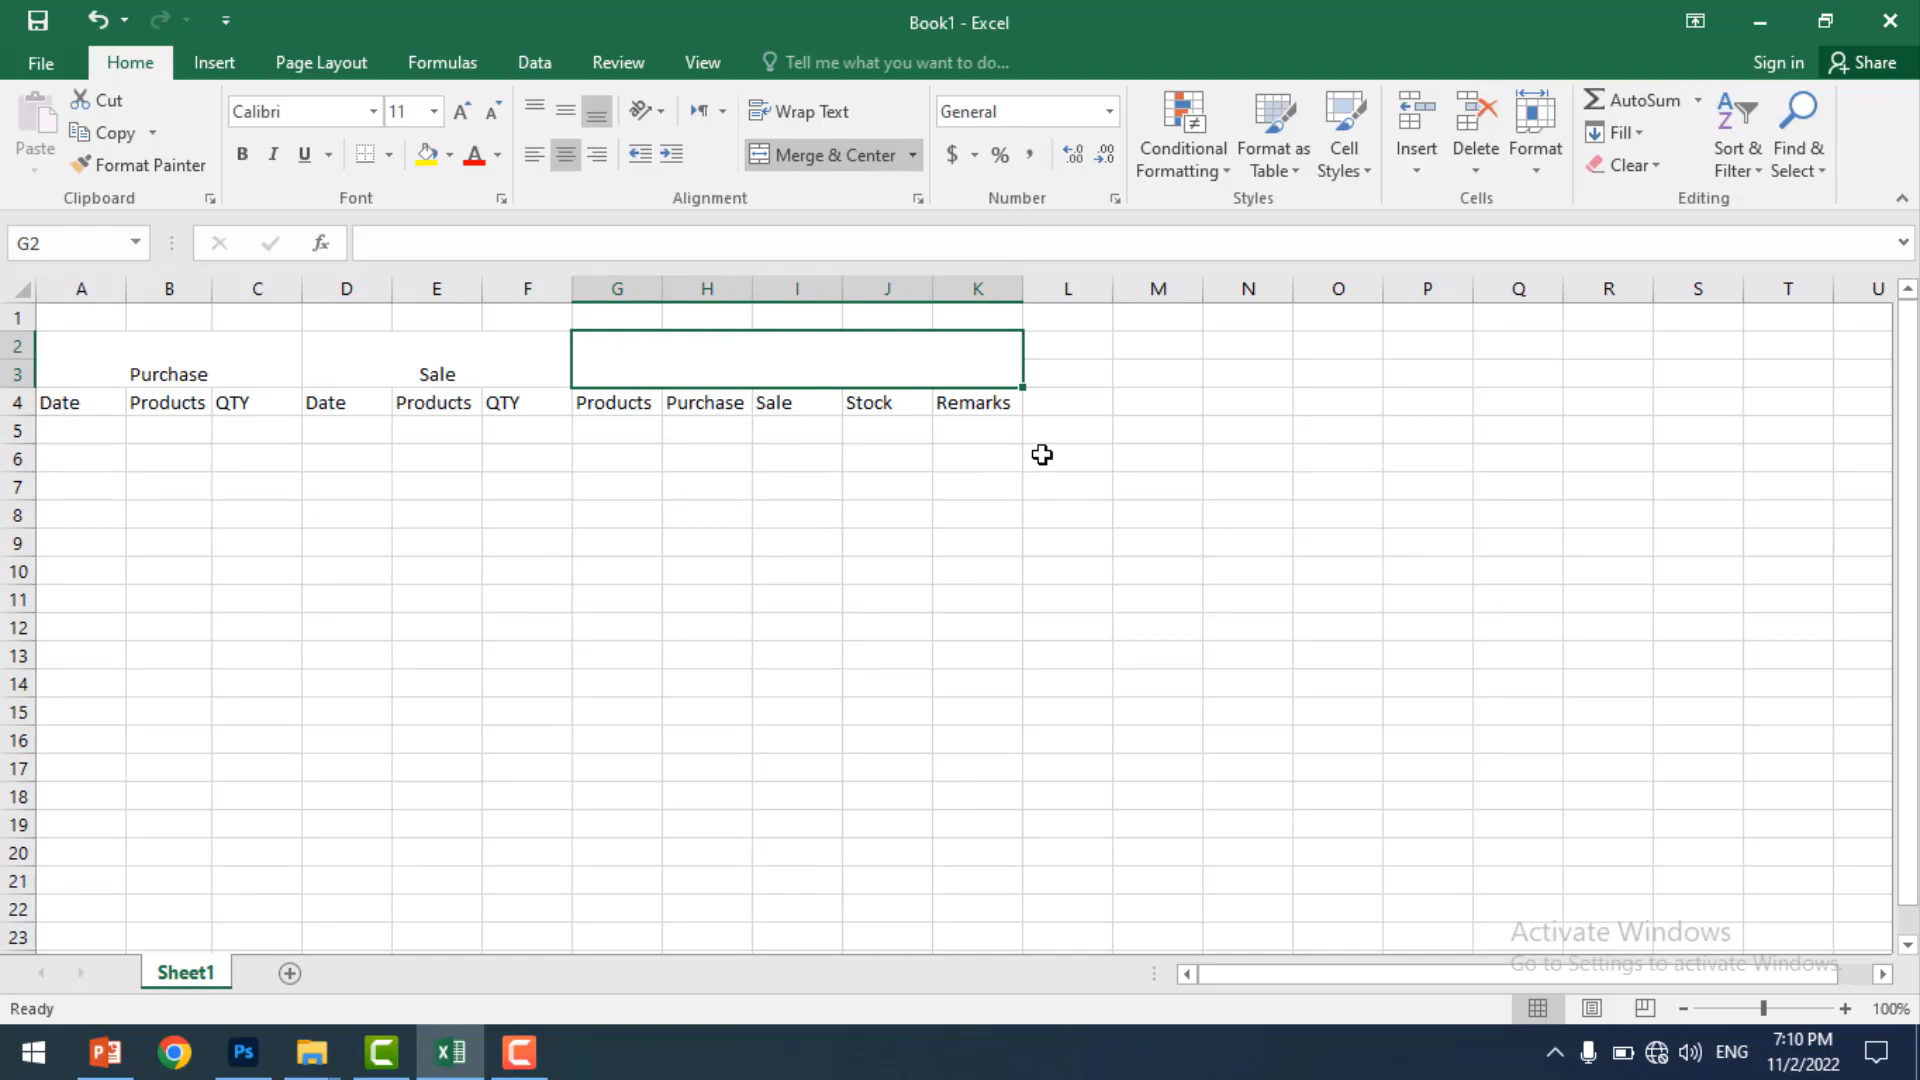 Book1 - Excel
File Home Insert Page Layout Formulas Data Review View Tell me what you want to do... Sign in Share
Cut
Copy
Format Painter
Paste
Clipboard
Calibri 11
B I U A
Font
Wrap Text
Merge & Center
Alignment
General
$ % ,
Number
Conditional Formatting
Format as Table
Cell Styles
Styles
Insert Delete Format
Cells
AutoSum
Fill
Clear
Sort & Filter
Find & Select
Editing
G2 fx
A B C D E F G H I J K L M N O P Q R S T U
1
2
3 Purchase Sale
4 Date Products QTY Date Products QTY Products Purchase Sale Stock Remarks
5
6
7
8
9
10
11
12
13
14
15
16
17
18
19
20
21
22
23
Activate Windows
Go to Settings to activate Windows.
Sheet1
Ready 100%
Ps ENG 7:10 PM
11/2/2022